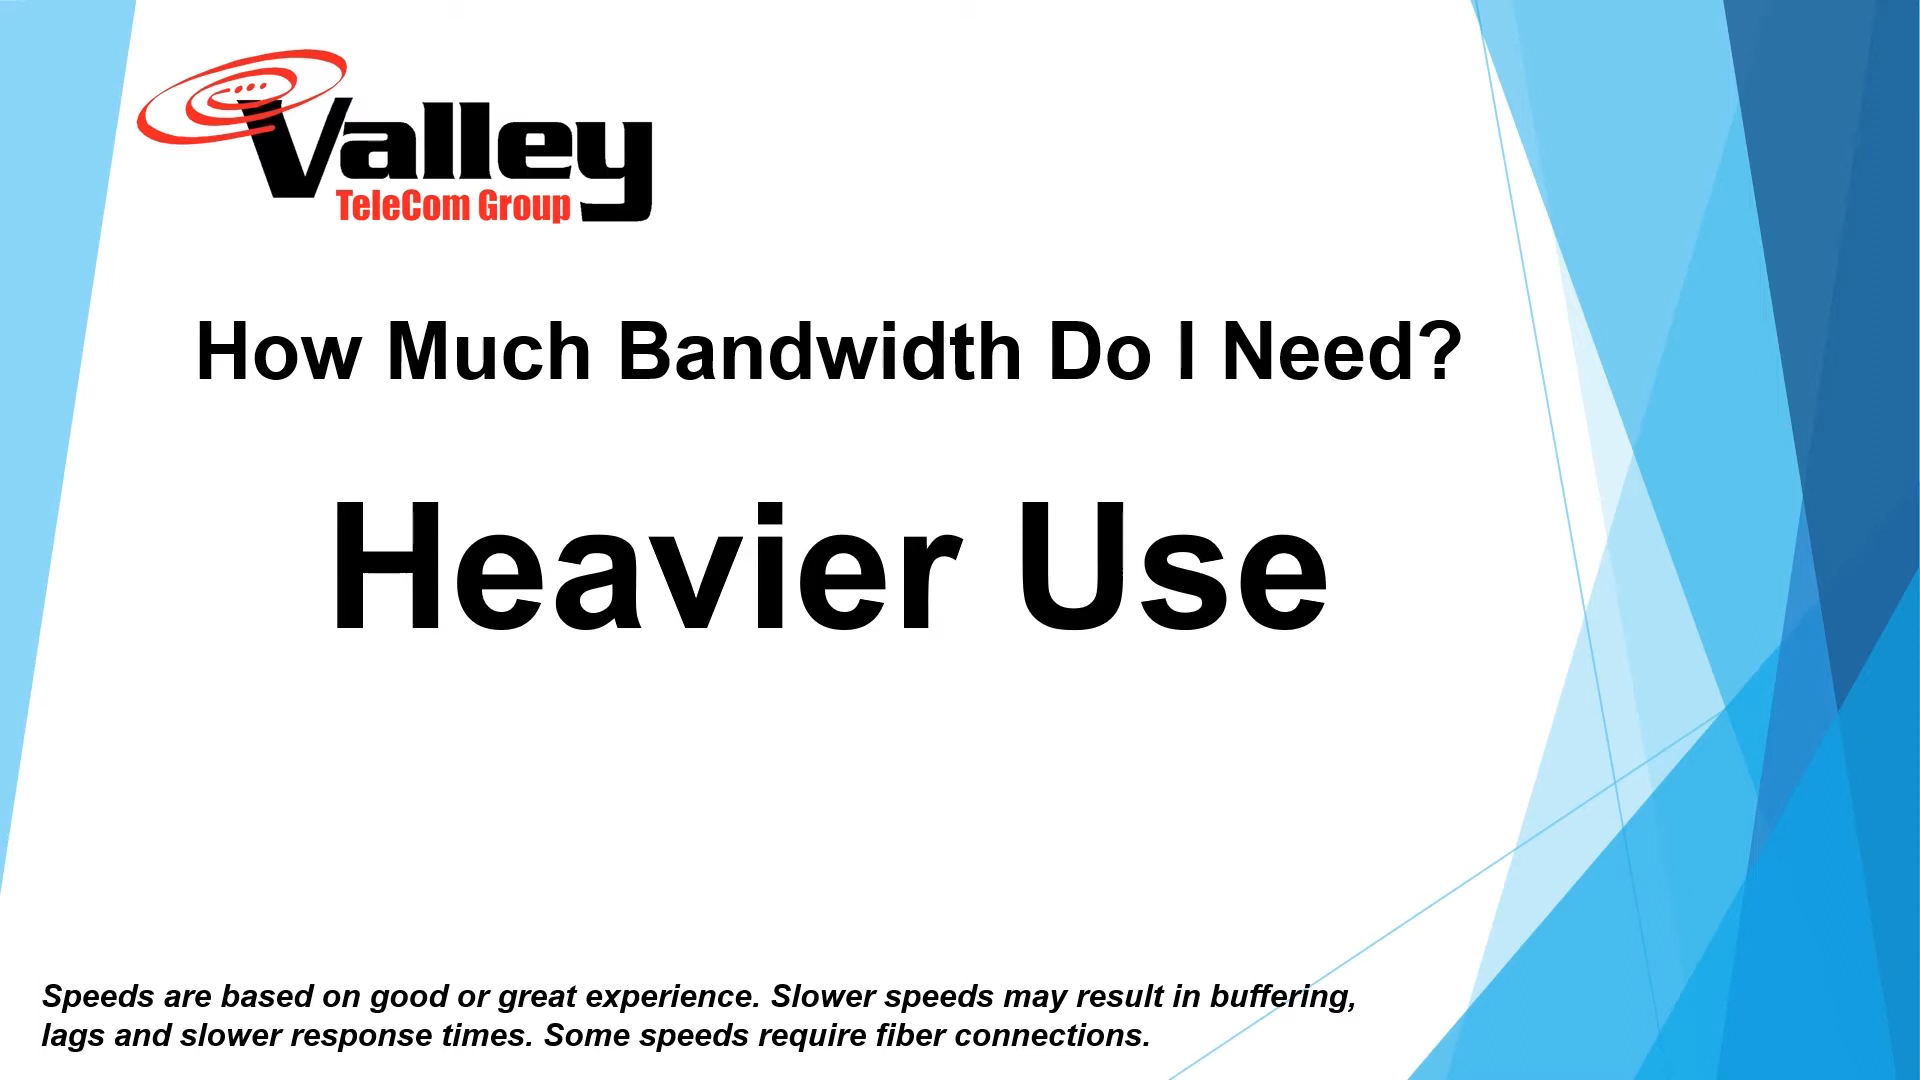 Valley
TeleCom Group
How Much Bandwidth Do I Need?
Heavier Use
Speeds are based on good or great experience. Slower speeds may result in buffering,
lags and slower response times. Some speeds require fiber connections.